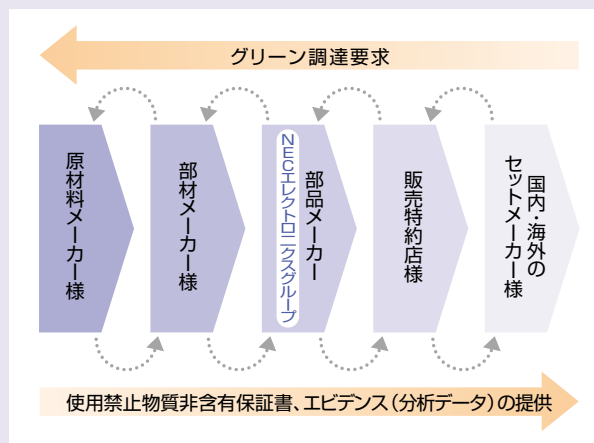 グリーン調達要求
原材料メーカー様
部材メーカー様
NECエレクトロニクスグループ
部品メーカー
販売特約店様
国内・海外の
セットメーカー様
使用禁止物質非含有保証書、エビデンス(分析データ)の提供